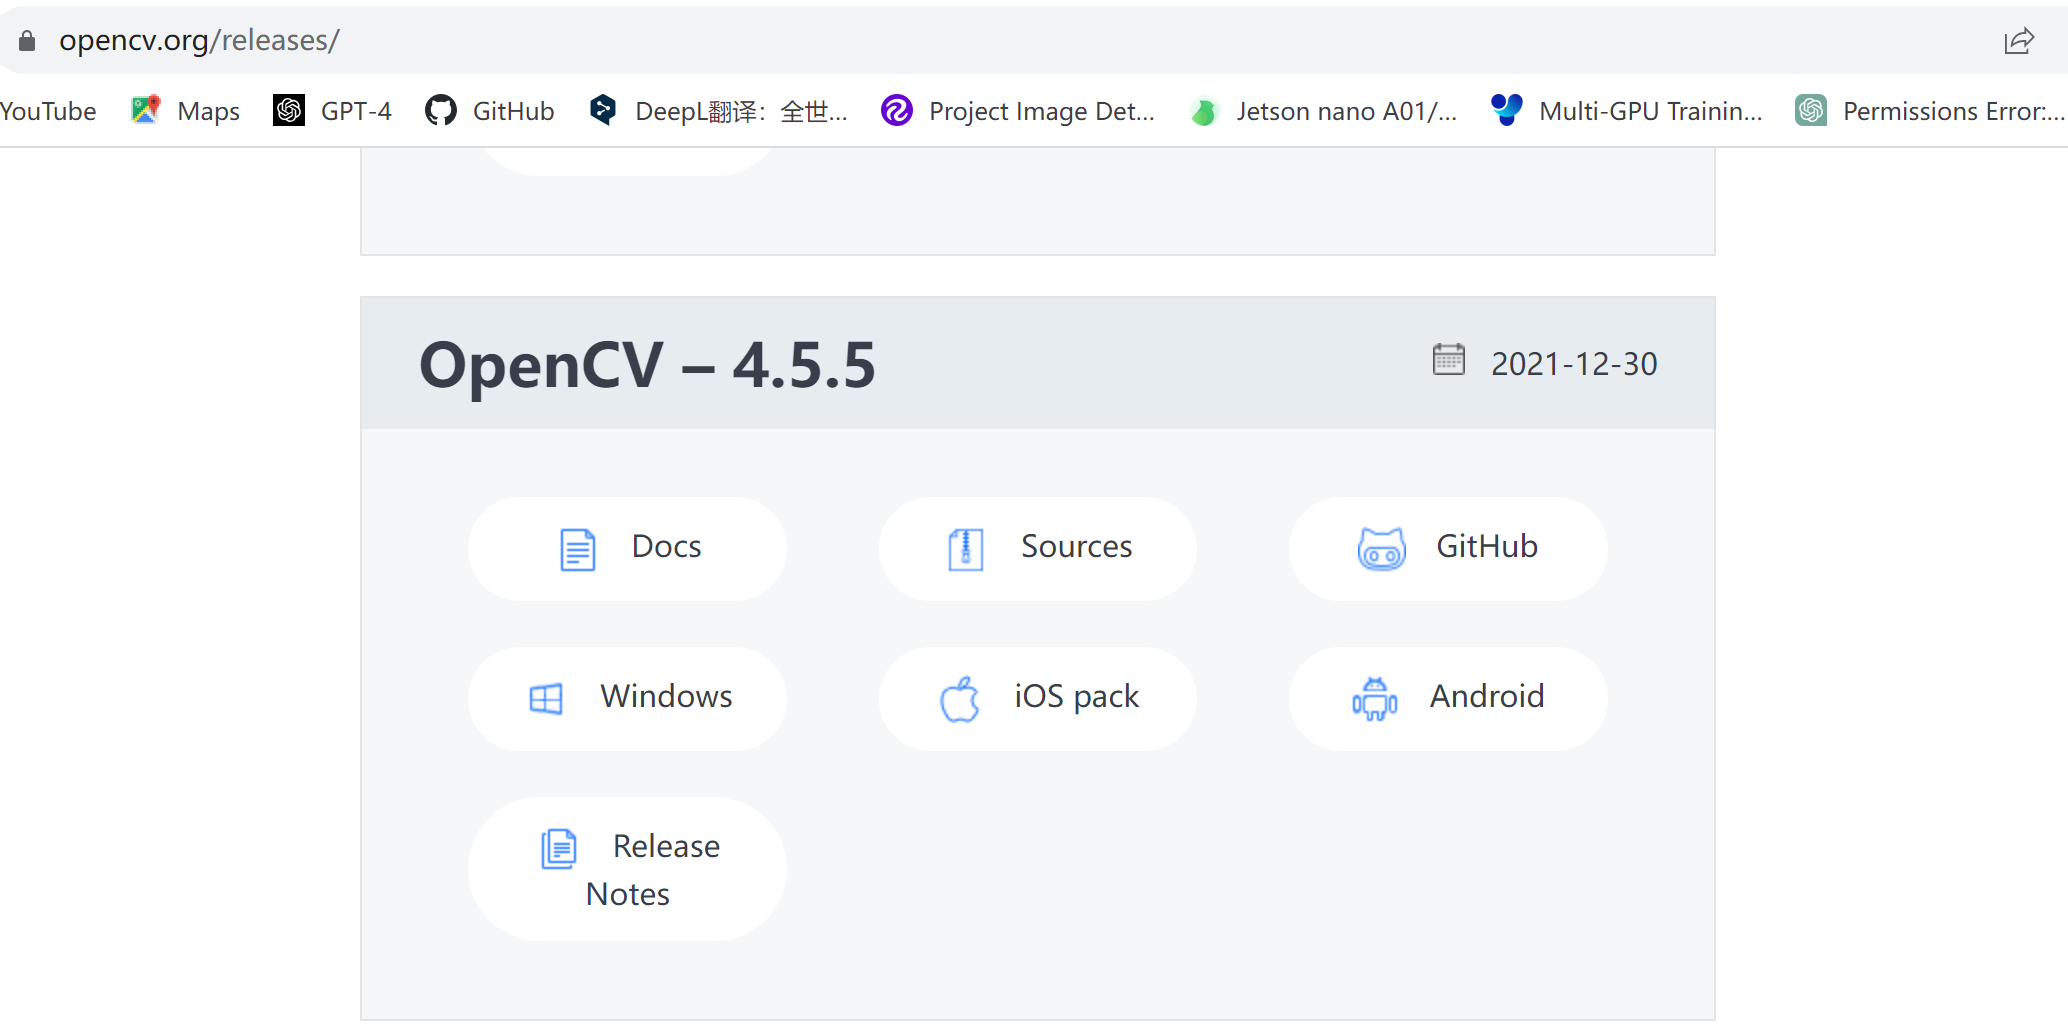 opencv.org/releases/
YouTube Maps GPT-4 GitHub DeepL翻译：全世... Project Image Det... Jetson nano A01/... Multi-GPU Trainin... Permissions Error:...
OpenCV – 4.5.5
2021-12-30
Docs Sources GitHub
Windows iOS pack Android
Release
Notes